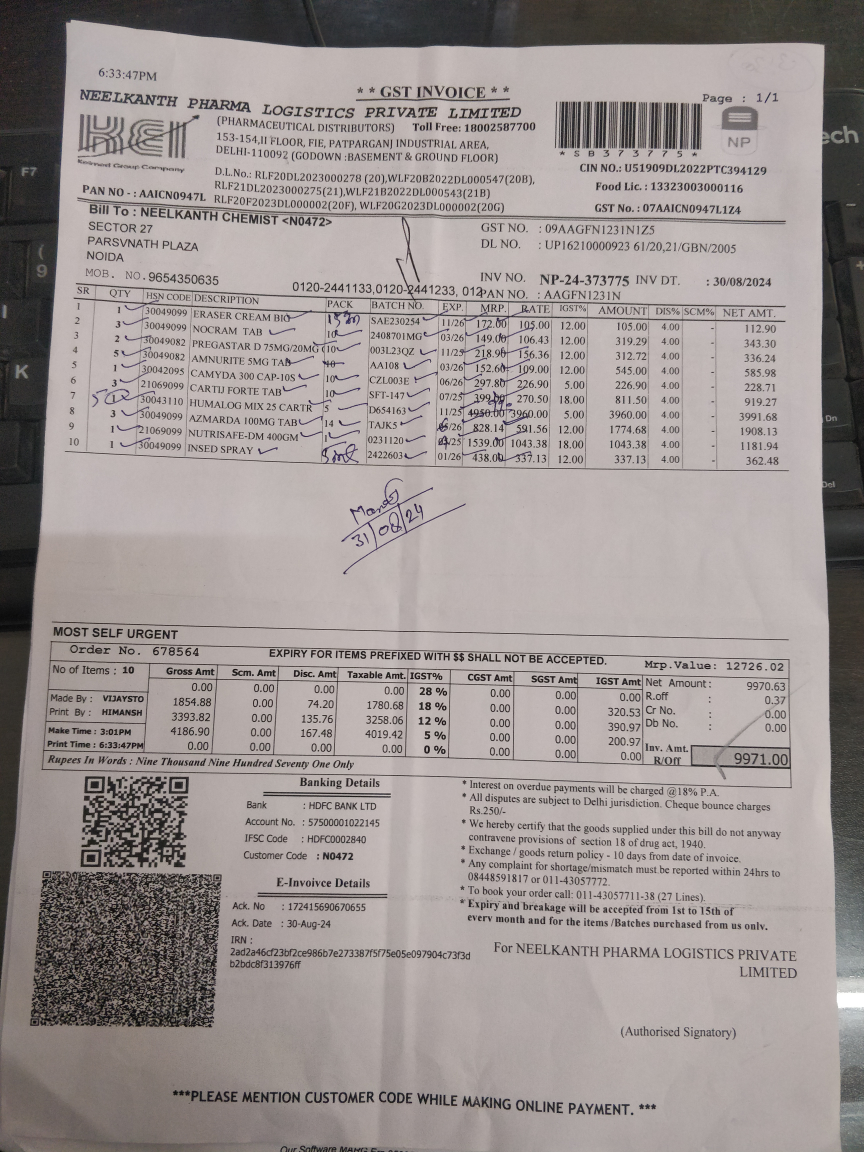 6:33:47PM
* * GST INVOICE * *
Page : 1/1
NEELKANTH PHARMA LOGISTICS PRIVATE LIMITED
KEI
Keimed Group Company
(PHARMACEUTICAL DISTRIBUTORS) Toll Free: 18002587700
153-154,II FLOOR, FIE, PATPARGANJ INDUSTRIAL AREA,
DELHI-110092 (GODOWN :BASEMENT & GROUND FLOOR)
* S B 3 7 3 7 7 5 *
NP
CIN NO.: U51909DL2022PTC394129
Food Lic. : 13323003000116
GST No. : 07AAICN0947L1Z4
D.L.No.: RLF20DL2023000278 (20),WLF20B2022DL000547(20B),
RLF21DL2023000275(21),WLF21B2022DL000543(21B)
RLF20F2023DL000002(20F), WLF20G2023DL000002(20G)
PAN NO - : AAICN0947L
Bill To : NEELKANTH CHEMIST <N0472>
SECTOR 27
PARSVNATH PLAZA
NOIDA
MOB. NO.9654350635
0120-2441133,0120-2441233, 012
GST NO. : 09AAGFN1231N1Z5
DL NO. : UP16210000923 61/20,21/GBN/2005
INV NO. NP-24-373775 INV DT. : 30/08/2024
PAN NO. : AAGFN1231N
SR QTY HSN CODE DESCRIPTION PACK BATCH NO. EXP. MRP. RATE IGST% AMOUNT DIS% SCM% NET AMT.
1 1 30049099 ERASER CREAM BIG SAE230254 11/26 172.00 105.00 12.00 105.00 4.00 - 112.90
2 3 30049099 NOCRAM TAB 10 2408701MG 03/26 149.00 106.43 12.00 319.29 4.00 - 343.30
3 2 30049082 PREGASTAR D 75MG/20MG ( 10 003L23QZ 11/25 218.90 156.36 12.00 312.72 4.00 - 336.24
4 5 30049082 AMNURITE 5MG TAB 10 AA108 03/26 152.60 109.00 12.00 545.00 4.00 - 585.98
5 1 30042095 CAMYDA 300 CAP-10S 10 CZL003E 06/26 297.80 226.90 5.00 226.90 4.00 - 228.71
6 3 21069099 CARTIJ FORTE TAB 10 SFT-147 07/25 399.00 270.50 18.00 811.50 4.00 - 919.27
7 30043110 HUMALOG MIX 25 CARTR 5 D654163 11/25 4950.00 3960.00 5.00 3960.00 4.00 - 3991.68
8 3 30049099 AZMARDA 100MG TAB 14 TAJK5 /26 828.14 591.56 12.00 1774.68 4.00 - 1908.13
9 1 21069099 NUTRISAFE-DM 400GM 1 0231120 /25 1539.00 1043.38 18.00 1043.38 4.00 - 1181.94
10 1 30049099 INSED SPRAY 2422603 01/26 438.00 337.13 12.00 337.13 4.00 - 362.48
31/08/24
MOST SELF URGENT
Order No. 678564 EXPIRY FOR ITEMS PREFIXED WITH $$ SHALL NOT BE ACCEPTED. Mrp.Value: 12726.02
No of Items : 10
Made By : VIJAYSTO
Print By : HIMANSH
Make Time : 3:01PM
Print Time : 6:33:47PM
Gross Amt Scm. Amt Disc. Amt Taxable Amt. IGST% CGST Amt SGST Amt IGST Amt
0.00 0.00 0.00 0.00 28 % 0.00 0.00 0.00
1854.88 0.00 74.20 1780.68 18 % 0.00 0.00 320.53
3393.82 0.00 135.76 3258.06 12 % 0.00 0.00 390.97
4186.90 0.00 167.48 4019.42 5 % 0.00 0.00 200.97
0.00 0.00 0.00 0.00 0 % 0.00 0.00 0.00
Net Amount : 9970.63
R.off : 0.37
Cr No. : 0.00
Db No. : 0.00
Inv. Amt. R/Off 9971.00
Rupees In Words : Nine Thousand Nine Hundred Seventy One Only
Banking Details
Bank : HDFC BANK LTD
Account No. : 57500001022145
IFSC Code : HDFC0002840
Customer Code : N0472
E-Invoivce Details
Ack. No : 172415690670655
Ack. Date : 30-Aug-24
IRN :
2ad2a46cf23bf2ce986b7e273387f5f75e05e097904c73f3d
b2bdc8f313976ff
* Interest on overdue payments will be charged @18% P.A.
* All disputes are subject to Delhi jurisdiction. Cheque bounce charges
Rs.250/-
* We hereby certify that the goods supplied under this bill do not anyway
contravene provisions of section 18 of drug act, 1940.
* Exchange / goods return policy - 10 days from date of invoice.
* Any complaint for shortage/mismatch must be reported within 24hrs to
08448591817 or 011-43057772.
* To book your order call: 011-43057711-38 (27 Lines).
* Expiry and breakage will be accepted from 1st to 15th of
every month and for the items /Batches purchased from us only.
For NEELKANTH PHARMA LOGISTICS PRIVATE
LIMITED
(Authorised Signatory)
***PLEASE MENTION CUSTOMER CODE WHILE MAKING ONLINE PAYMENT. ***
Our Software MARG
F7
9
K
ech
Dn
Del